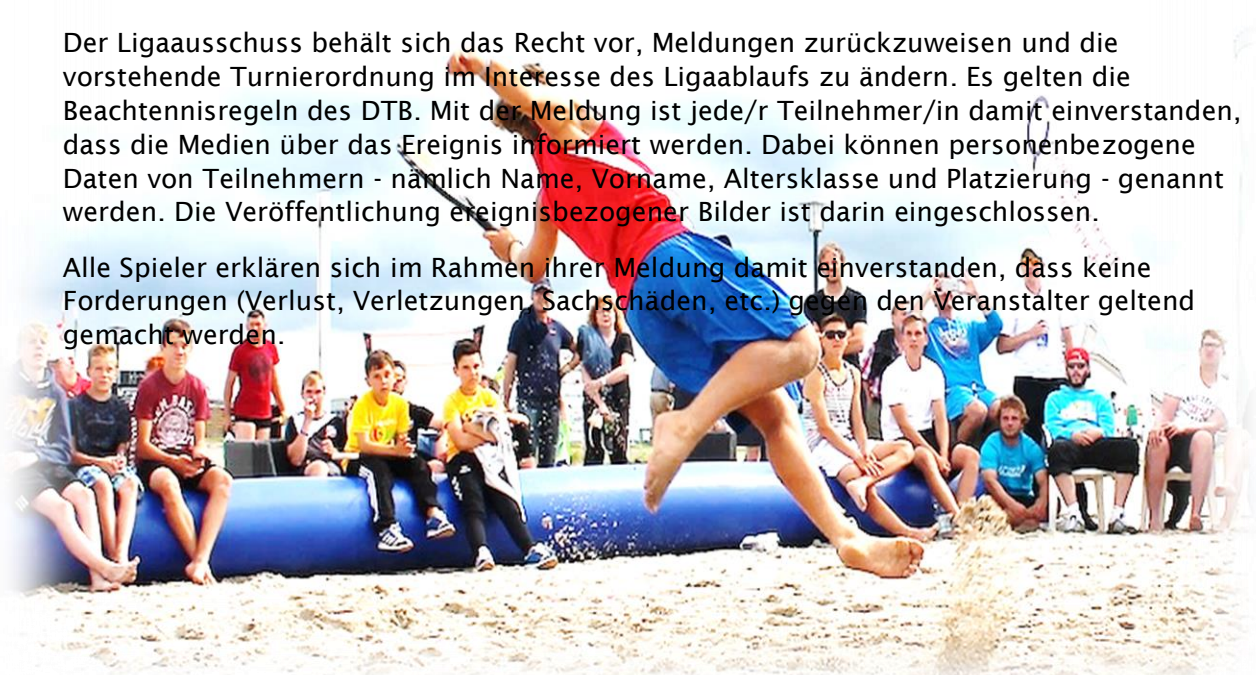 Der Ligaausschuss behält sich das Recht vor, Meldungen zurückzuweisen und die
vorstehende Turnierordnung im Interesse des Ligaablaufs zu ändern. Es gelten die
Beachtennisregeln des DTB. Mit der Meldung ist jede/r Teilnehmer/in damit einverstanden,
dass die Medien über das Ereignis informiert werden. Dabei können personenbezogene
Daten von Teilnehmern - nämlich Name, Vorname, Altersklasse und Platzierung - genannt
werden. Die Veröffentlichung ereignisbezogener Bilder ist darin eingeschlossen.
Alle Spieler erklären sich im Rahmen ihrer Meldung damit einverstanden, dass keine
Forderungen (Verlust, Verletzungen, Sachschäden, etc.) gegen den Veranstalter geltend
gemacht werden.